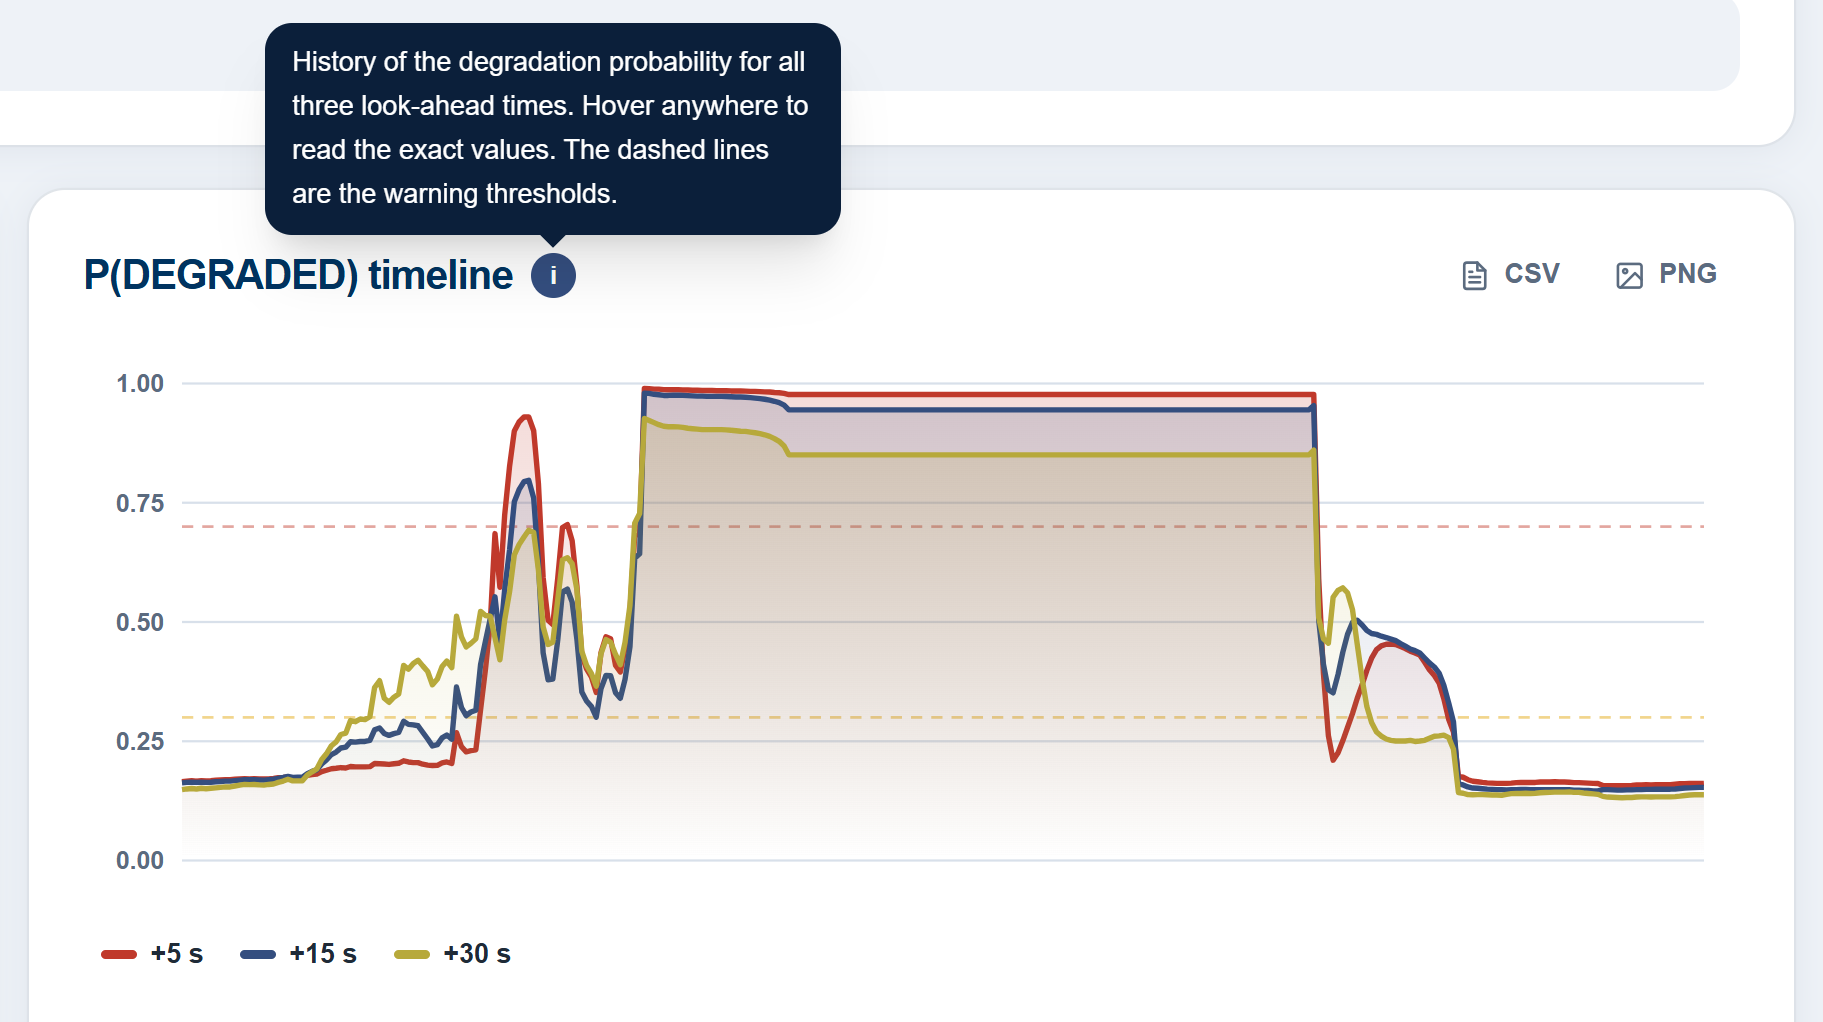 History of the degradation probability for all
three look-ahead times. Hover anywhere to
read the exact values. The dashed lines
are the warning thresholds.
P(DEGRADED) timeline i
CSV PNG
1.00
0.75
0.50
0.25
0.00
+5 s +15 s +30 s